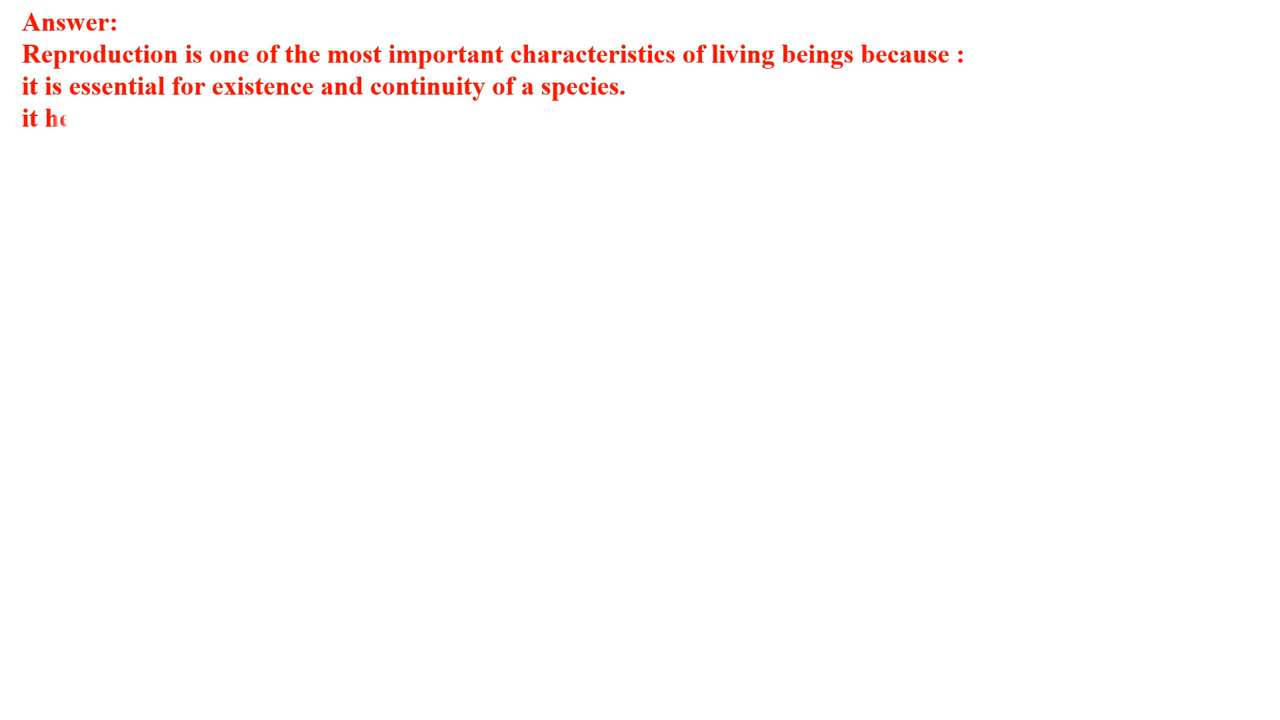 Answer:
Reproduction is one of the most important characteristics of living beings because :
it is essential for existence and continuity of a species.
it